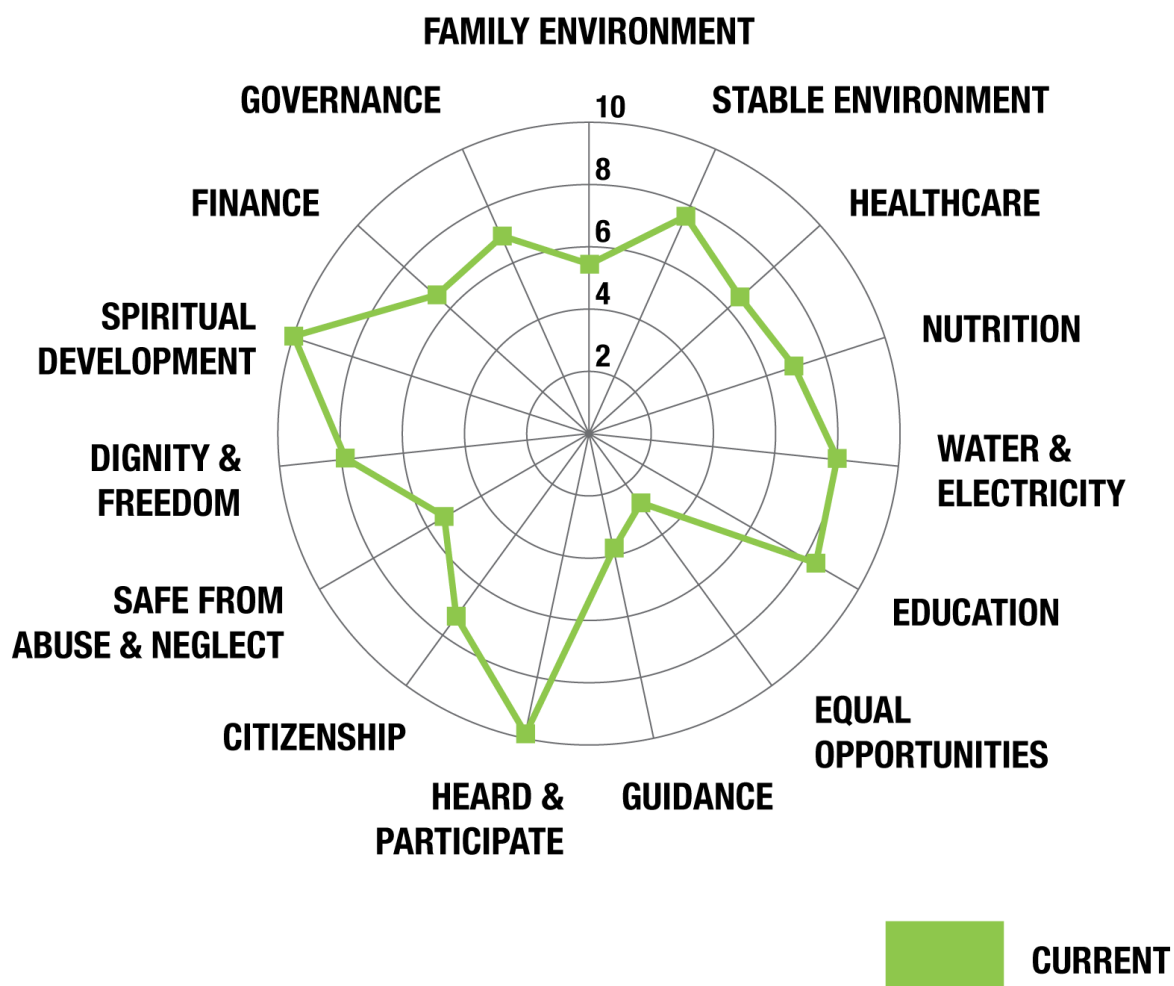 FAMILY ENVIRONMENT
GOVERNANCE
STABLE ENVIRONMENT
10
8
6
4
2
FINANCE
HEALTHCARE
SPIRITUAL
DEVELOPMENT
NUTRITION
DIGNITY &
FREEDOM
WATER &
ELECTRICITY
SAFE FROM
ABUSE & NEGLECT
EDUCATION
CITIZENSHIP
EQUAL
OPPORTUNITIES
HEARD &
PARTICIPATE
GUIDANCE
CURRENT